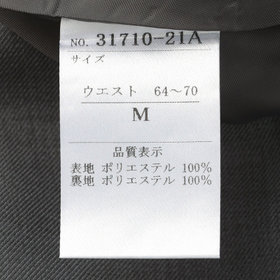 NO. 31710-21A
サイズ
ウエスト 64～70
M
品質表示
表地 ポリエステル 100%
裏地 ポリエステル 100%